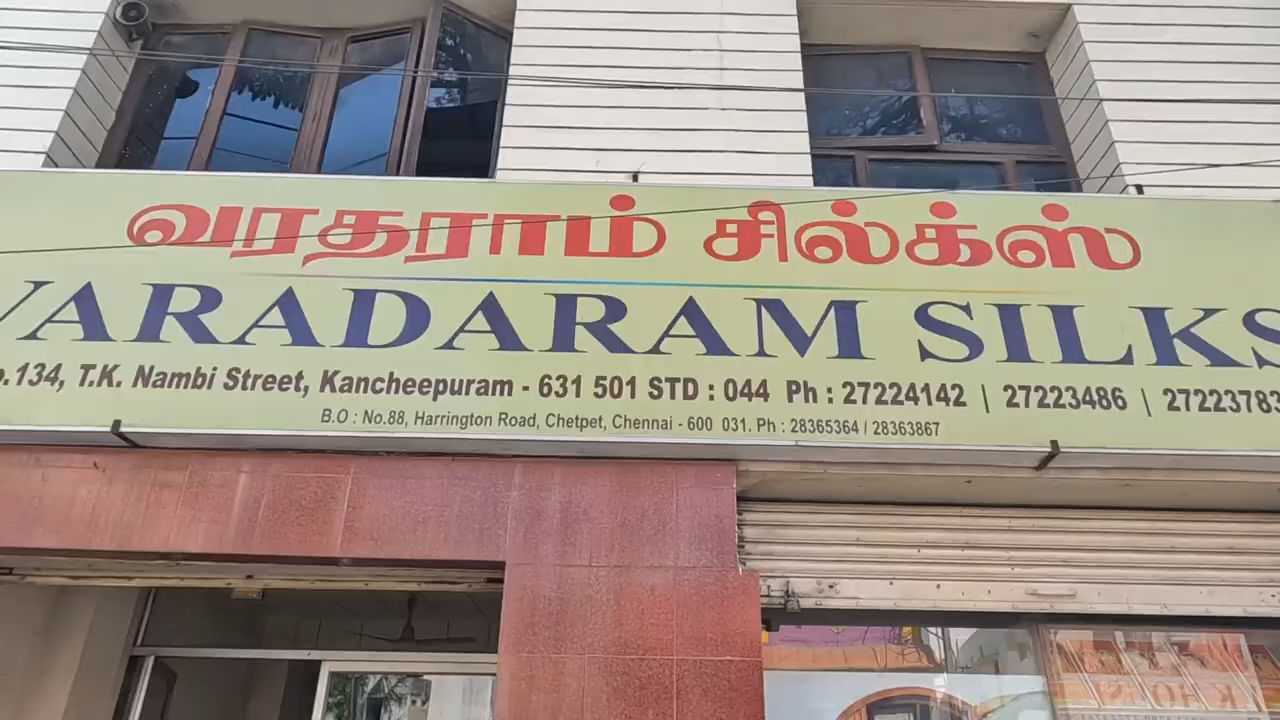 வரதராம் சில்க்ஸ்
VARADARAM SILKS
o.134, T.K. Nambi Street, Kancheepuram - 631 501 STD : 044 Ph : 27224142 | 27223486 | 27223783
B.O : No.88, Harrington Road, Chetpet, Chennai - 600 031. Ph : 28365364 / 28363867